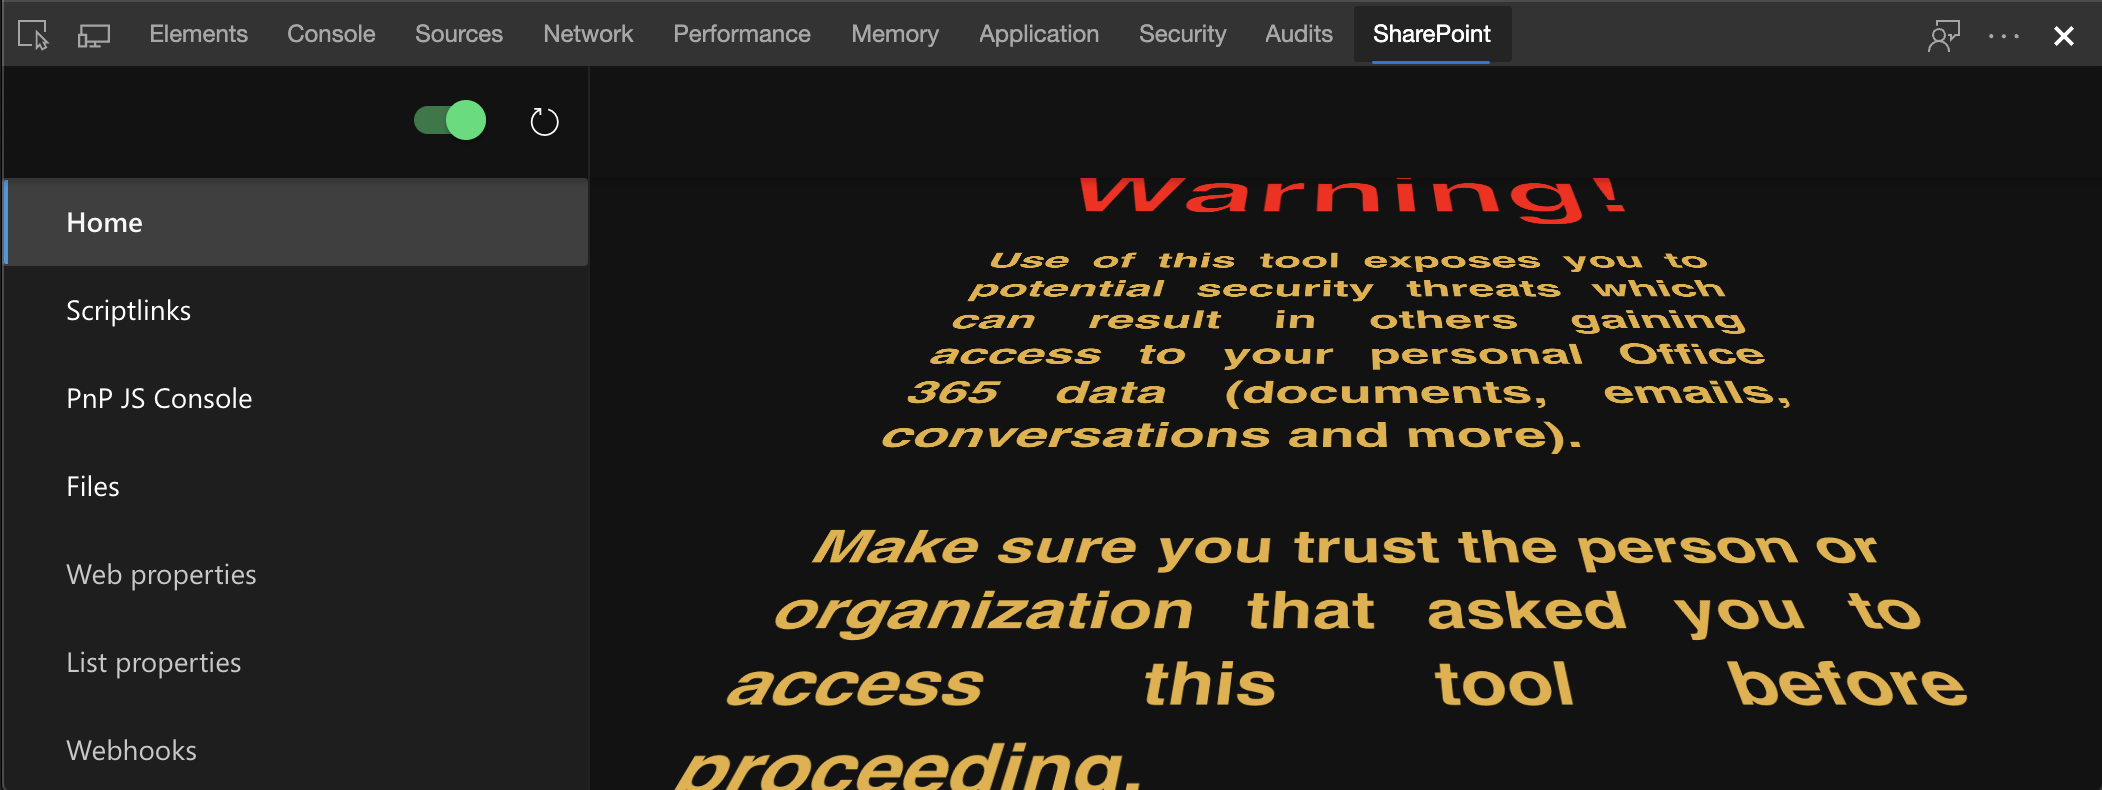 Elements Console Sources Network Performance Memory Application Security Audits SharePoint
Home
Scriptlinks
PnP JS Console
Files
Web properties
List properties
Webhooks
Warning!
Use of this tool exposes you to
potential security threats which
can result in others gaining
access to your personal Office
365 data (documents, emails,
conversations and more).
Make sure you trust the person or
organization that asked you to
access this tool before
proceeding.